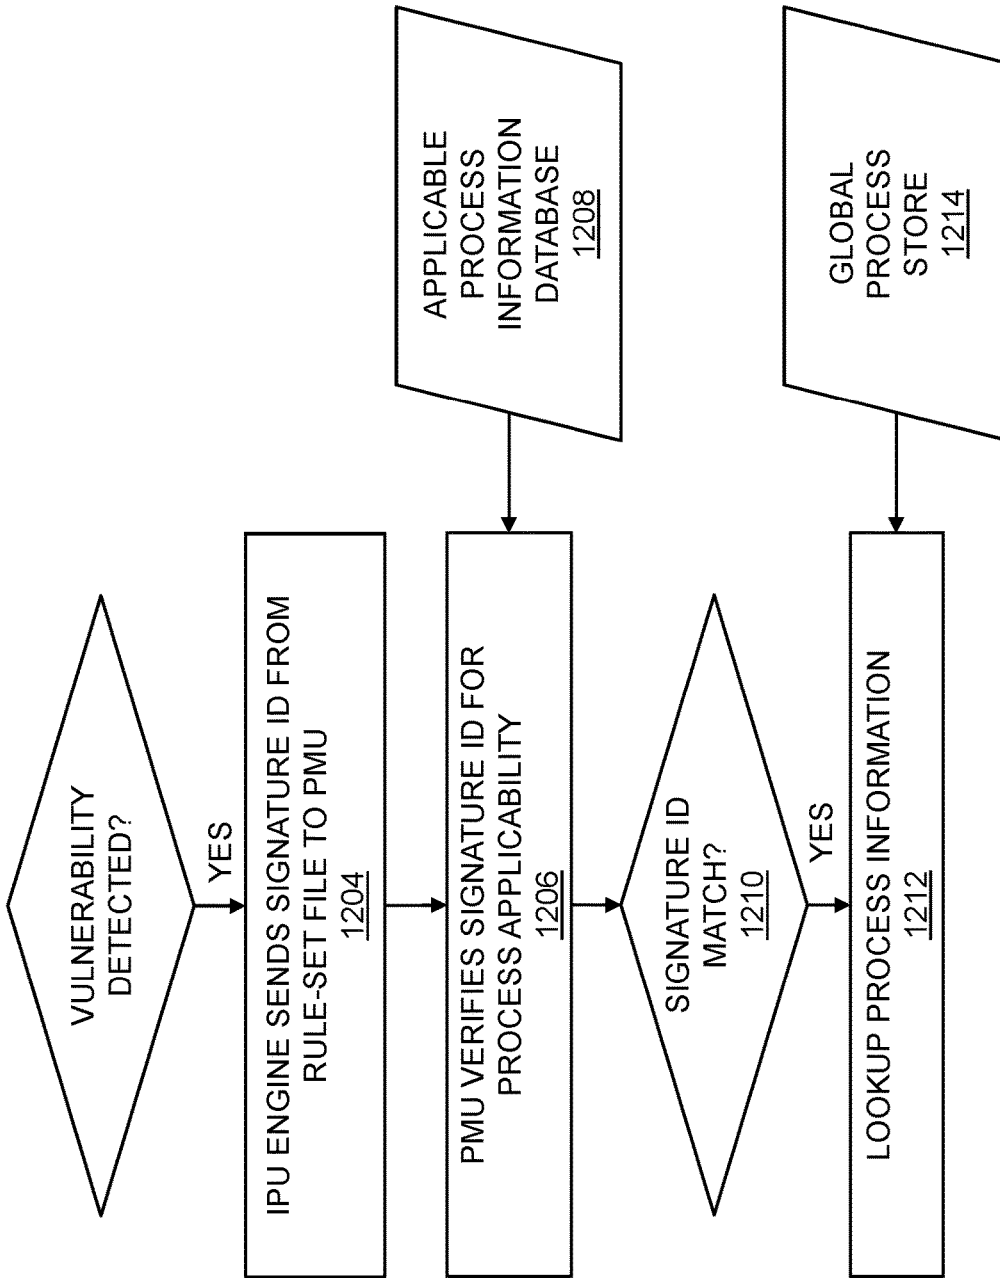 VULNERABILITY
DETECTED?
YES
IPU ENGINE SENDS SIGNATURE ID FROM
RULE-SET FILE TO PMU
1204
PMU VERIFIES SIGNATURE ID FOR
PROCESS APPLICABILITY
1206
APPLICABLE
PROCESS
INFORMATION
DATABASE
1208
SIGNATURE ID
MATCH?
1210
YES
LOOKUP PROCESS INFORMATION
1212
GLOBAL
PROCESS
STORE
1214